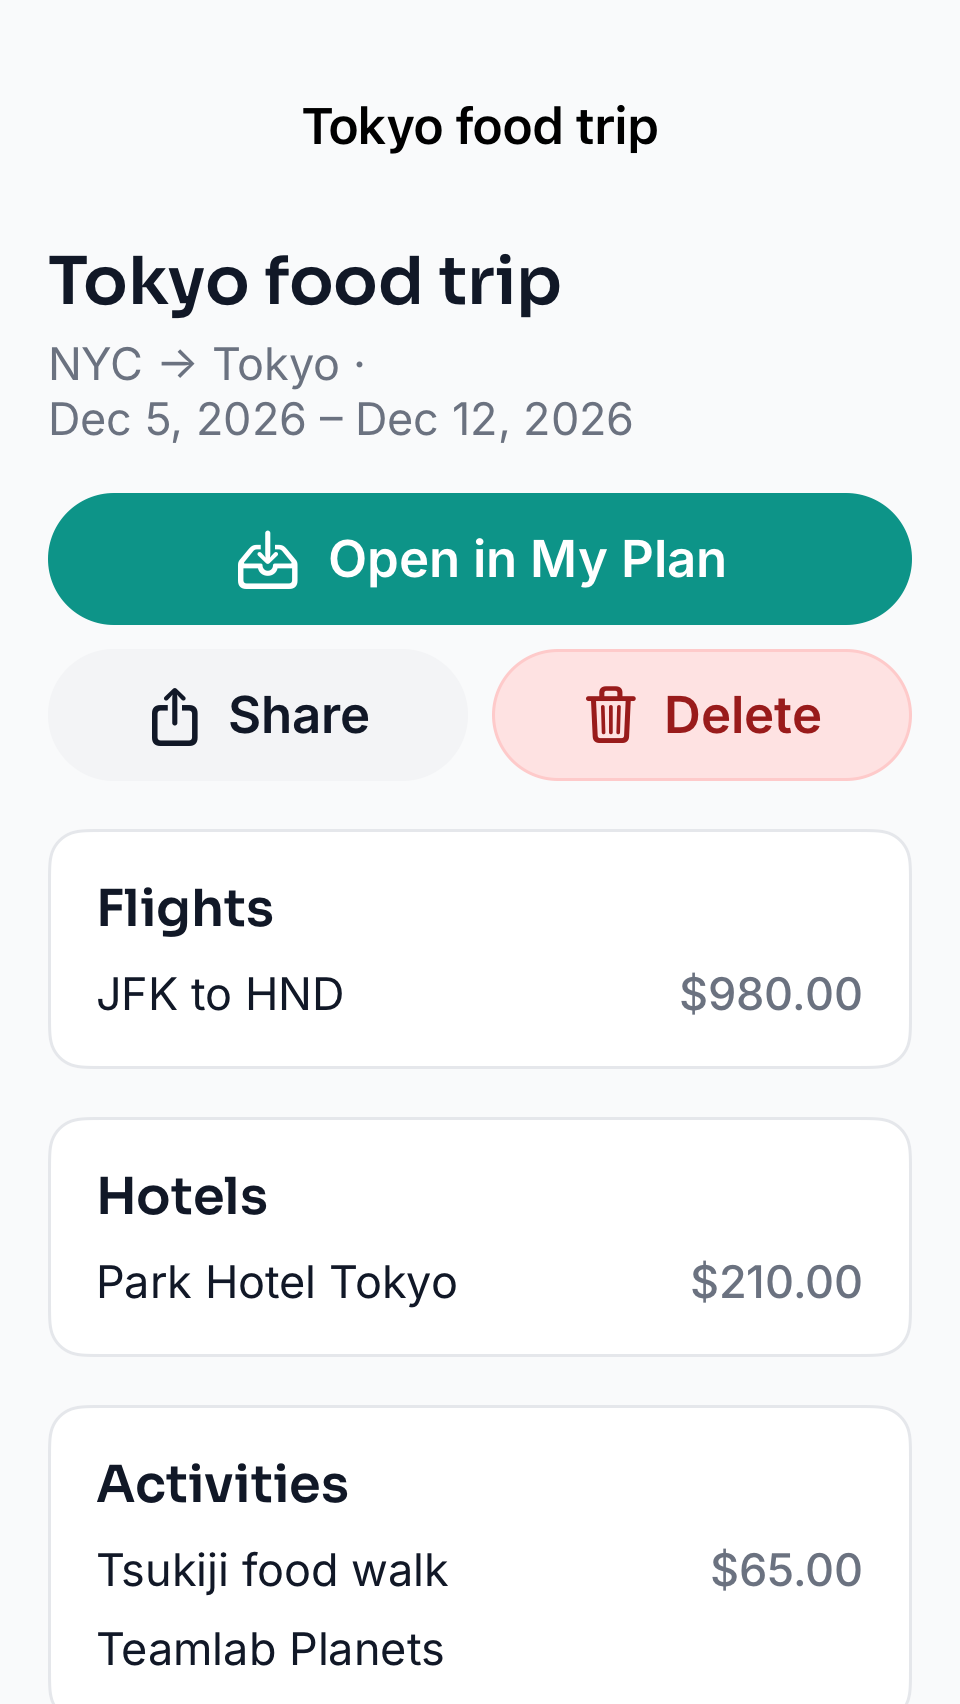 Tokyo food trip
Tokyo food trip
NYC → Tokyo ·
Dec 5, 2026 – Dec 12, 2026
Open in My Plan
Share
Delete
Flights
JFK to HND $980.00
Hotels
Park Hotel Tokyo $210.00
Activities
Tsukiji food walk $65.00
Teamlab Planets